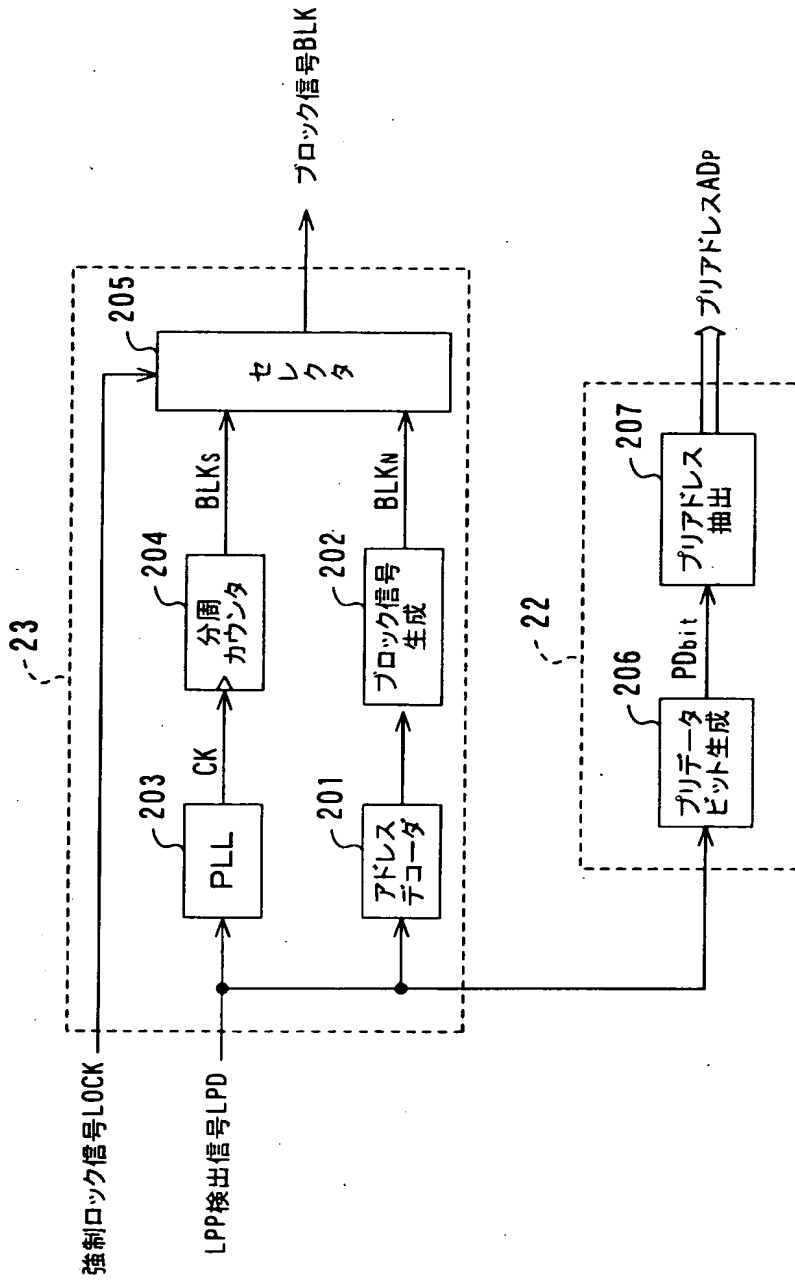 強制ロック信号LOCK
LPP検出信号LPD
23
203
PLL
CK
204
分周
カウンタ
BLKS
205
セレクタ
ブロック信号BLK
201
アドレス
デコーダ
202
ブロック信号
生成
BLKN
22
206
プリデータ
ビット生成
PDbit
207
プリアドレス
抽出
プリアドレスADP